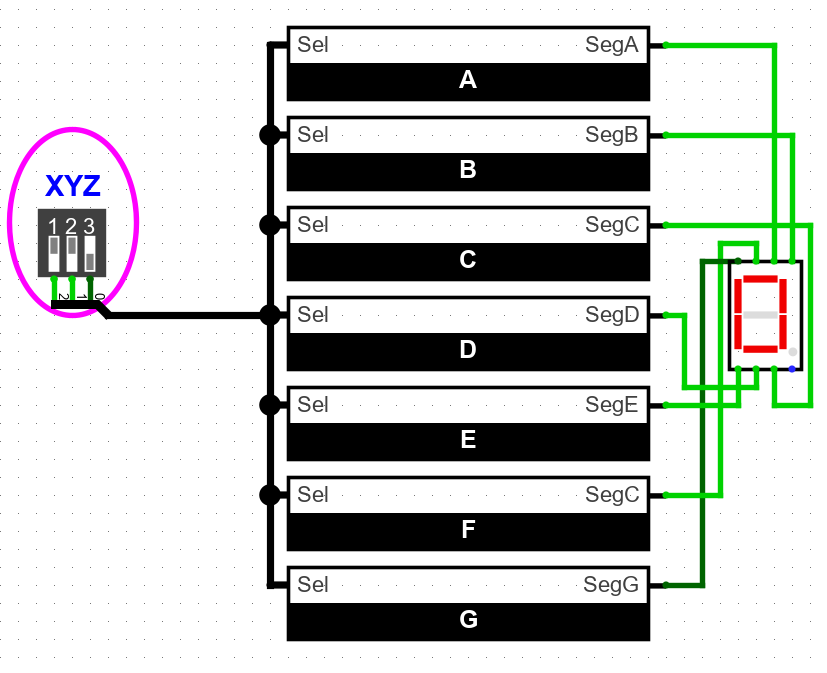 XYZ
1 2 3
2 1 0
Sel SegA
A
Sel SegB
B
Sel SegC
C
Sel SegD
D
Sel SegE
E
Sel SegC
F
Sel SegG
G